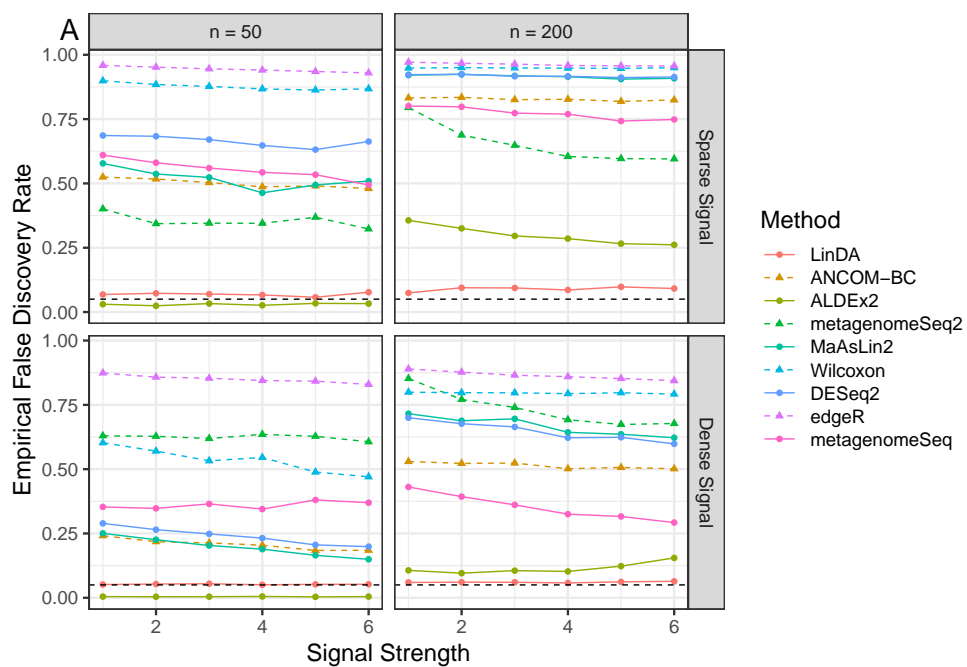 A
n = 50
n = 200
Empirical False Discovery Rate
1.00
0.75
0.50
0.25
0.00
Sparse Signal
1.00
0.75
0.50
0.25
0.00
Dense Signal
2
4
6
2
4
6
Signal Strength
Method
LinDA
ANCOM−BC
ALDEx2
metagenomeSeq2
MaAsLin2
Wilcoxon
DESeq2
edgeR
metagenomeSeq